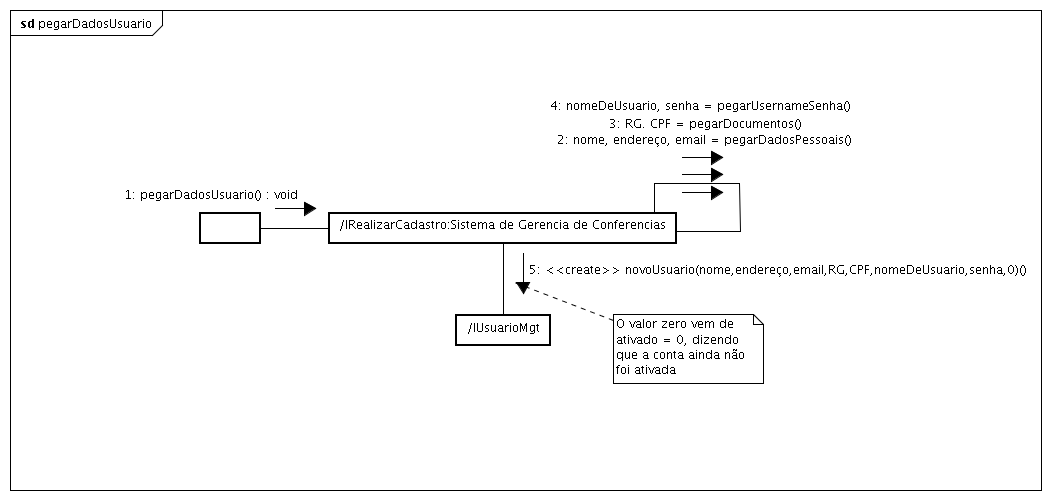 sd pegarDadosUsuario
4: nomeDeUsuario, senha = pegarUsernameSenha()
3: RG. CPF = pegarDocumentos()
2: nome, endereço, email = pegarDadosPessoais()
1: pegarDadosUsuario() : void
/IRealizarCadastro:Sistema de Gerencia de Conferencias
5: <<create>> novoUsuario(nome,endereço,email,RG,CPF,nomeDeUsuario,senha,0)()
/IUsuarioMgt
O valor zero vem de
ativado = 0, dizendo
que a conta ainda não
foi ativada